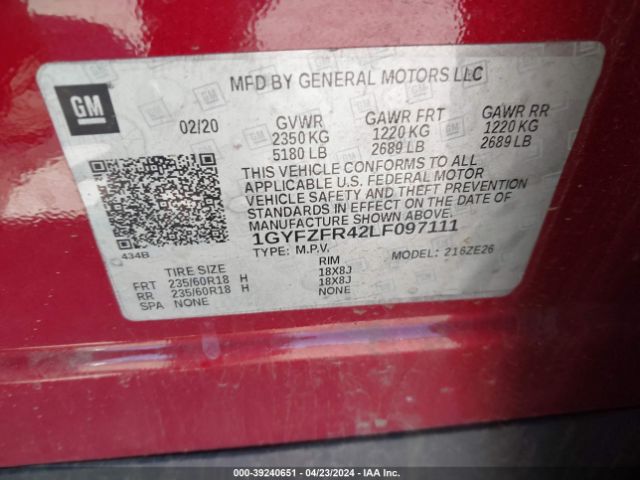 MFD BY GENERAL MOTORS LLC
GM
02/20
GVWR GAWR FRT GAWR RR
2350 KG 1220 KG 1220 KG
5180 LB 2689 LB 2689 LB
THIS VEHICLE CONFORMS TO ALL
APPLICABLE U.S. FEDERAL MOTOR
VEHICLE SAFETY AND THEFT PREVENTION
STANDARDS IN EFFECT ON THE DATE OF
MANUFACTURE SHOWN ABOVE.
1GYFZFR42LF097111
434B
TYPE: M.P.V. MODEL: 216ZE26
TIRE SIZE RIM
FRT 235/60R18 H 18X8J
RR 235/60R18 H 18X8J
SPA NONE NONE
000-39240651 - 04/23/2024 - IAA Inc.